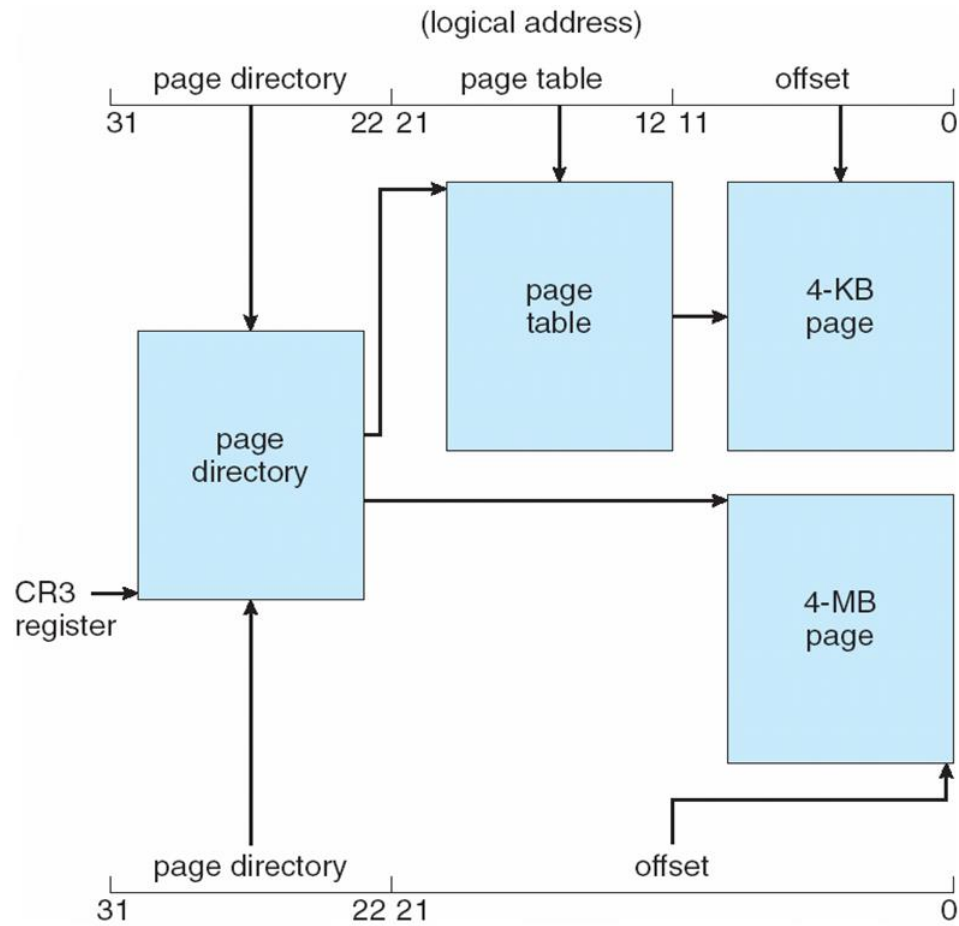 (logical address)
page directory page table offset
31 22 21 12 11 0
page
table
4-KB
page
page
directory
CR3
register
4-MB
page
page directory offset
31 22 21 0